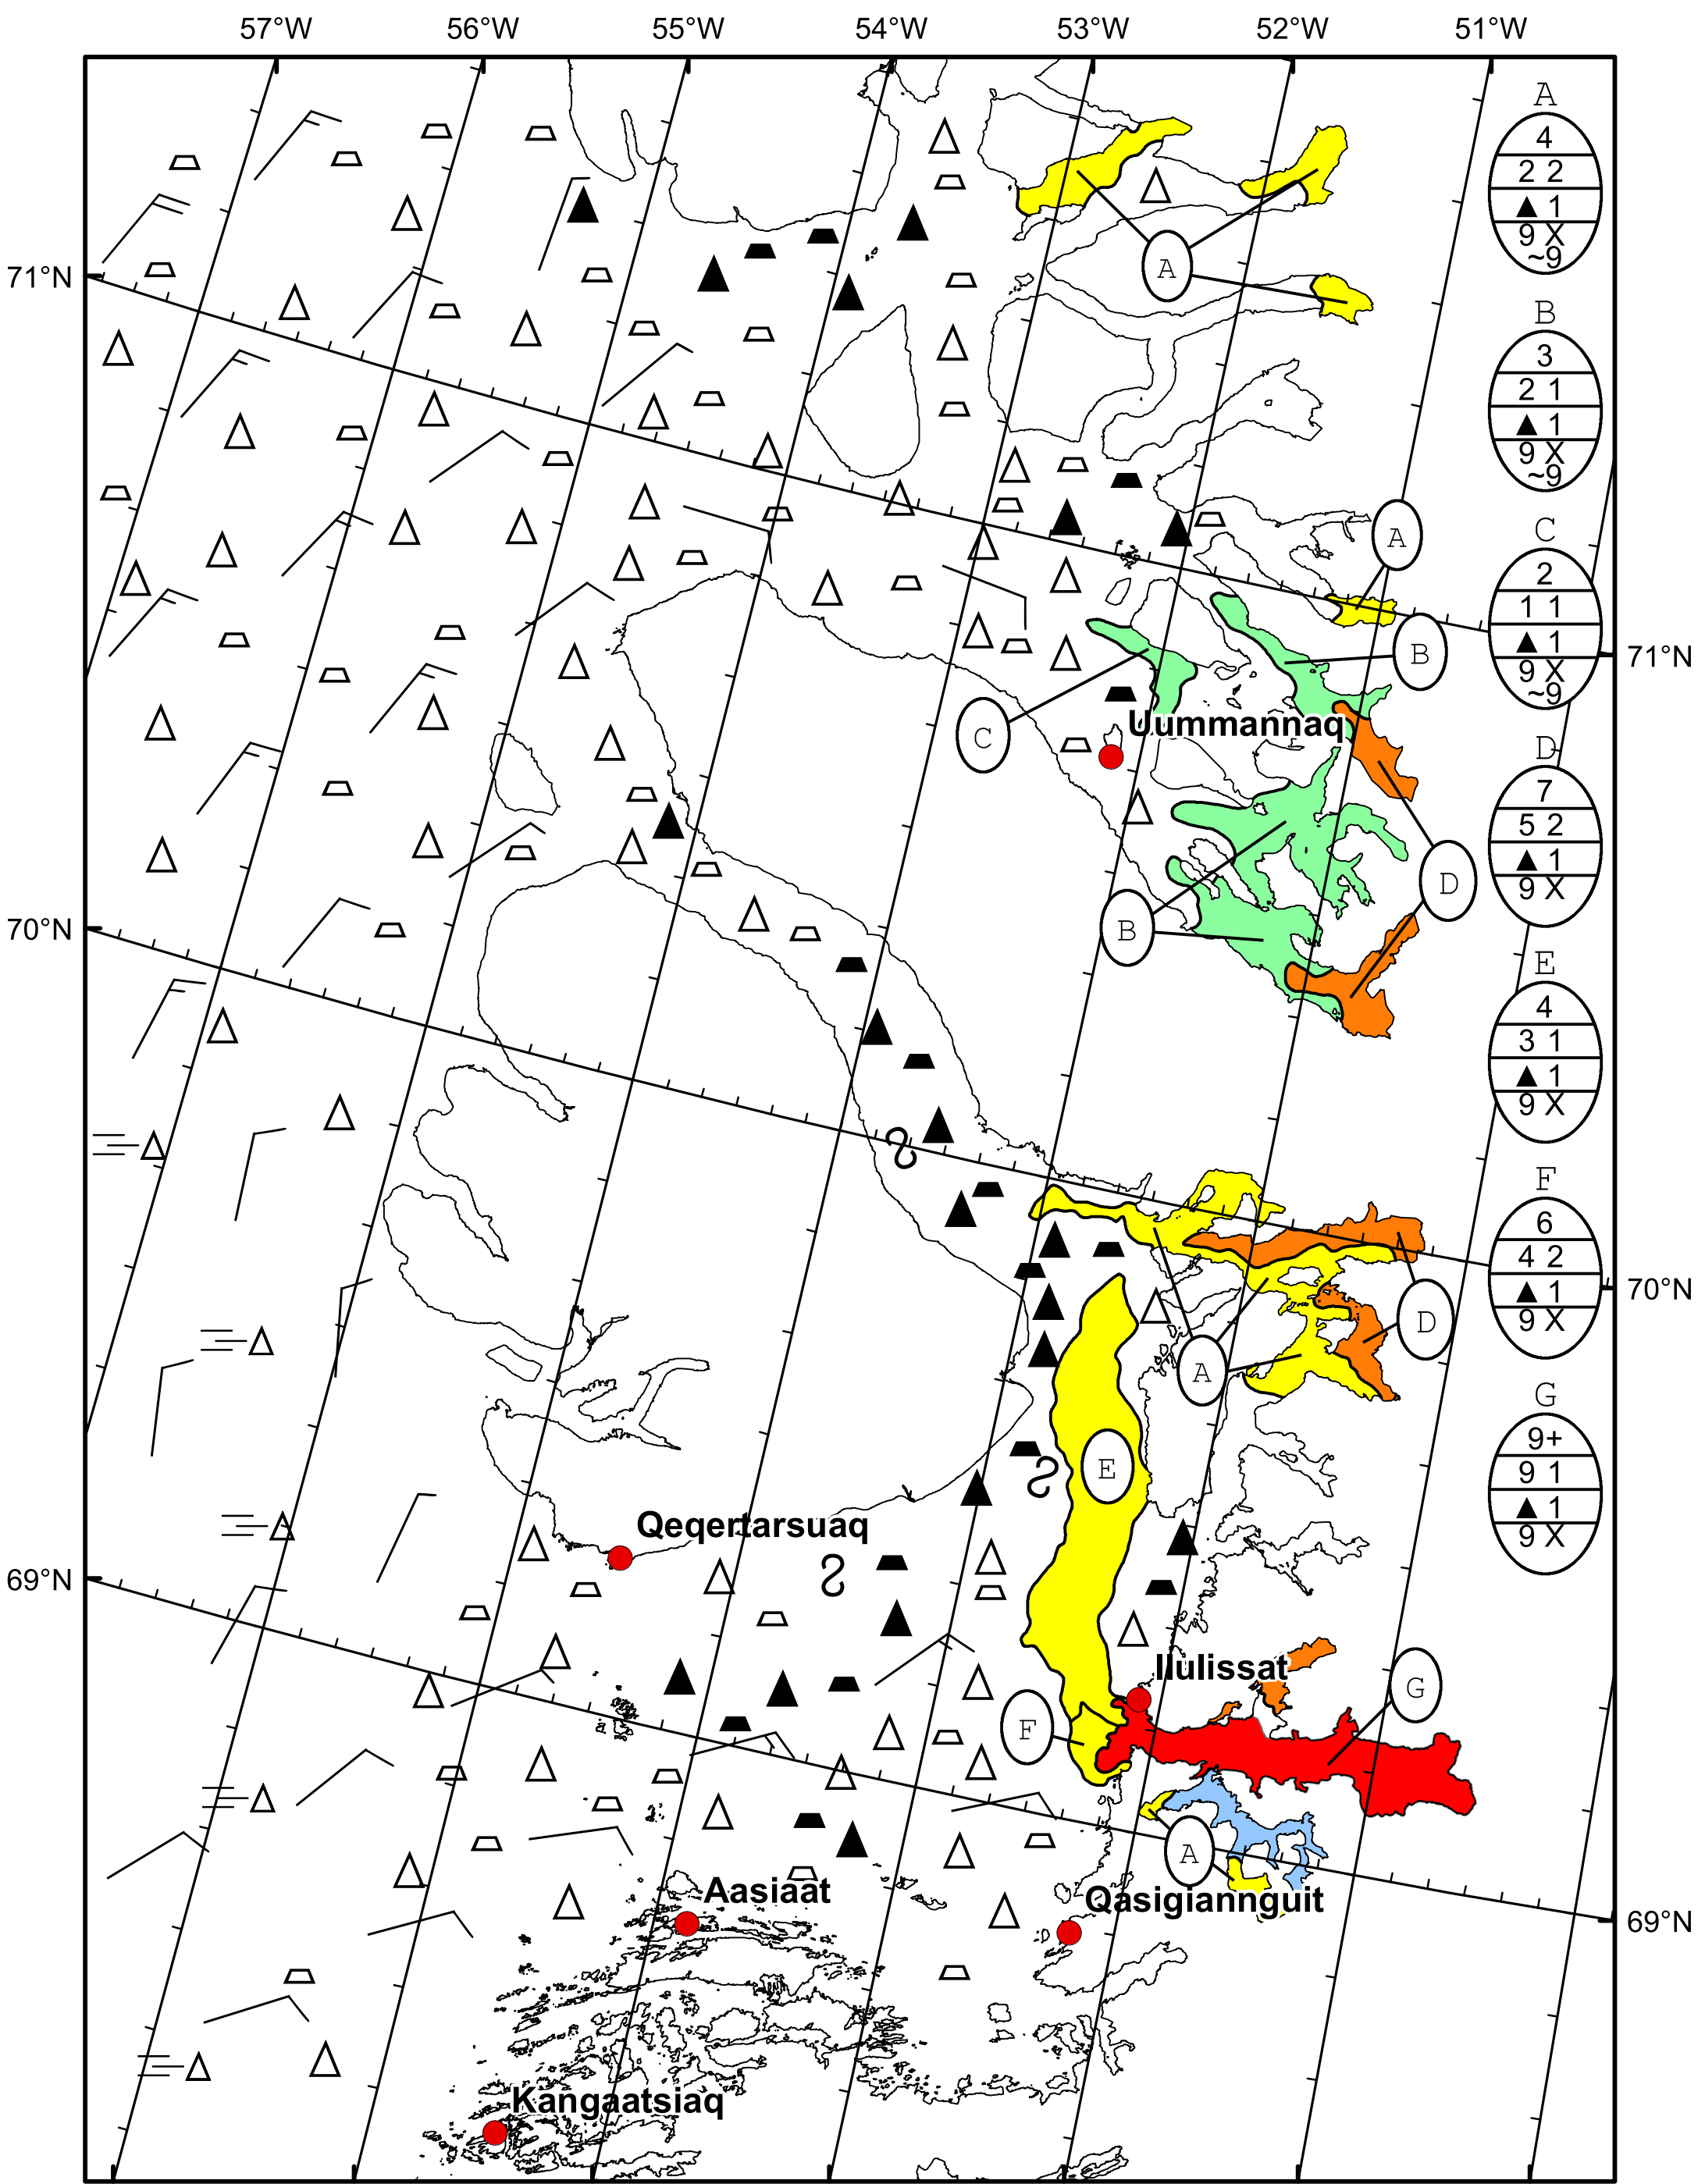 57°W 56°W 55°W 54°W 53°W 52°W 51°W
A
4
2 2
▲ 1
9 X
~9
71°N
A
B
3
2 1
▲ 1
9 X
~9
C
2
1 1
▲ 1
9 X
~9
A
B
71°N
C
Uummannaq
D
7
5 2
▲ 1
9 X
D
70°N
B
E
4
3 1
▲ 1
9 X
F
6
4 2
▲ 1
9 X
70°N
D
A
G
9+
9 1
▲ 1
9 X
E
Qeqertarsuaq
69°N
Ilulissat
G
F
A
Aasiaat
Qasigiannguit
69°N
Kangaatsiaq